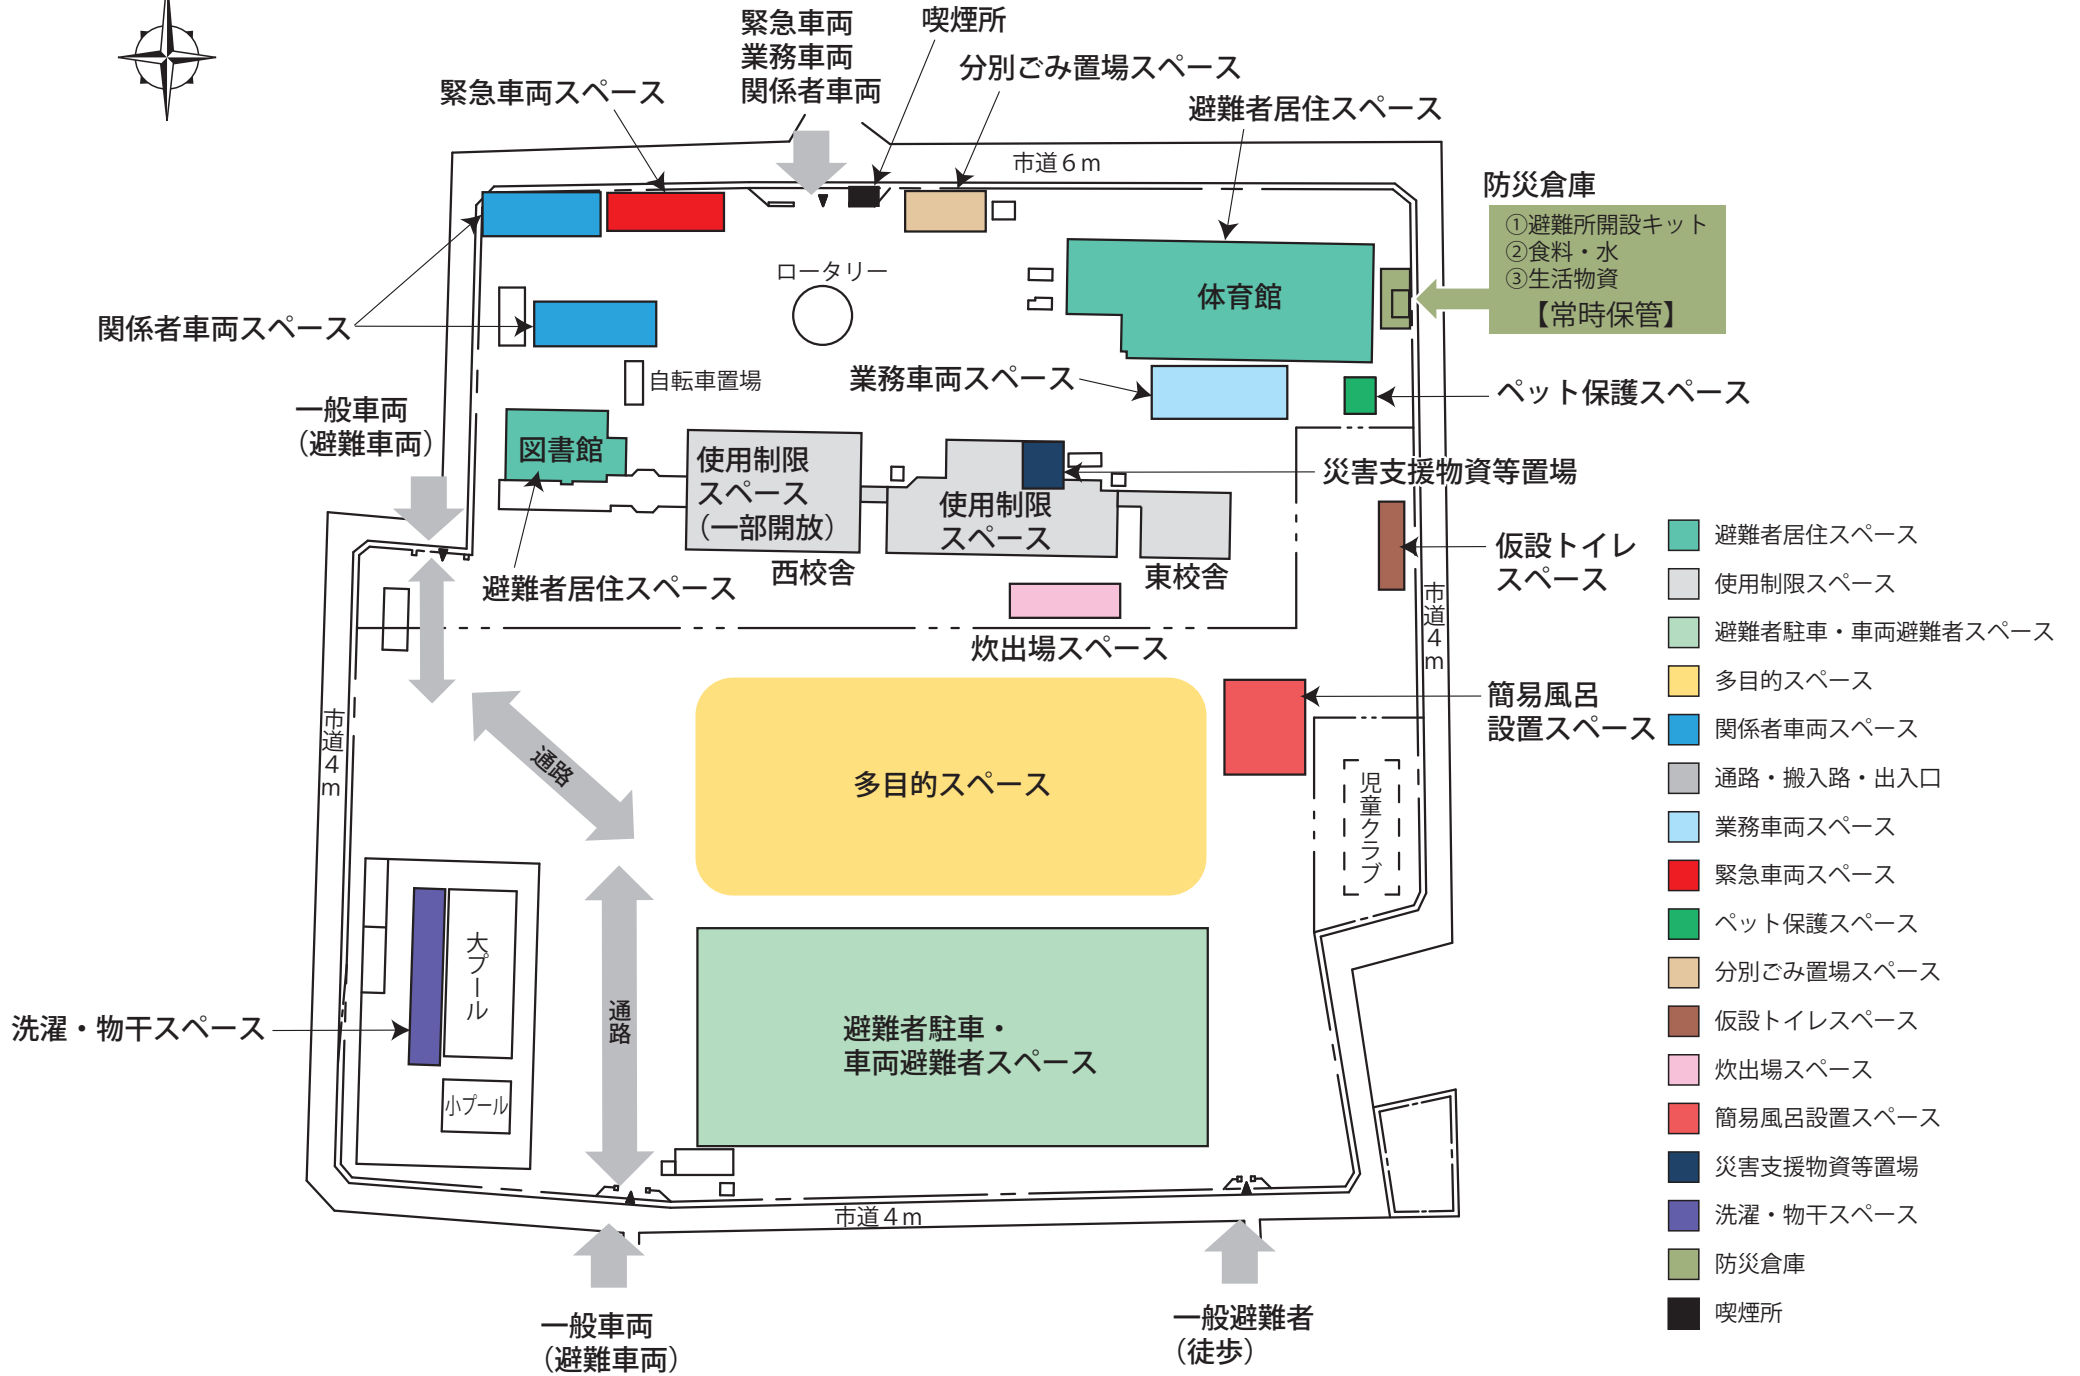 緊急車両
業務車両
関係者車両
喫煙所
分別ごみ置場スペース
緊急車両スペース
避難者居住スペース
市道６ｍ
防災倉庫
①避難所開設キット
②食料・水
③生活物資
【常時保管】
ロータリー
体育館
関係者車両スペース
自転車置場
業務車両スペース
ペット保護スペース
一般車両
（避難車両）
図書館
使用制限
スペース
（一部開放）
使用制限
スペース
災害支援物資等置場
西校舎
東校舎
避難者居住スペース
仮設トイレ
スペース
市道４ｍ
炊出場スペース
簡易風呂
設置スペース
市道４ｍ
通路
多目的スペース
児童クラブ
大プール
小プール
洗濯・物干スペース
通路
避難者駐車・
車両避難者スペース
市道４ｍ
一般車両
（避難車両）
一般避難者
（徒歩）
避難者居住スペース
使用制限スペース
避難者駐車・車両避難者スペース
多目的スペース
関係者車両スペース
通路・搬入路・出入口
業務車両スペース
緊急車両スペース
ペット保護スペース
分別ごみ置場スペース
仮設トイレスペース
炊出場スペース
簡易風呂設置スペース
災害支援物資等置場
洗濯・物干スペース
防災倉庫
喫煙所